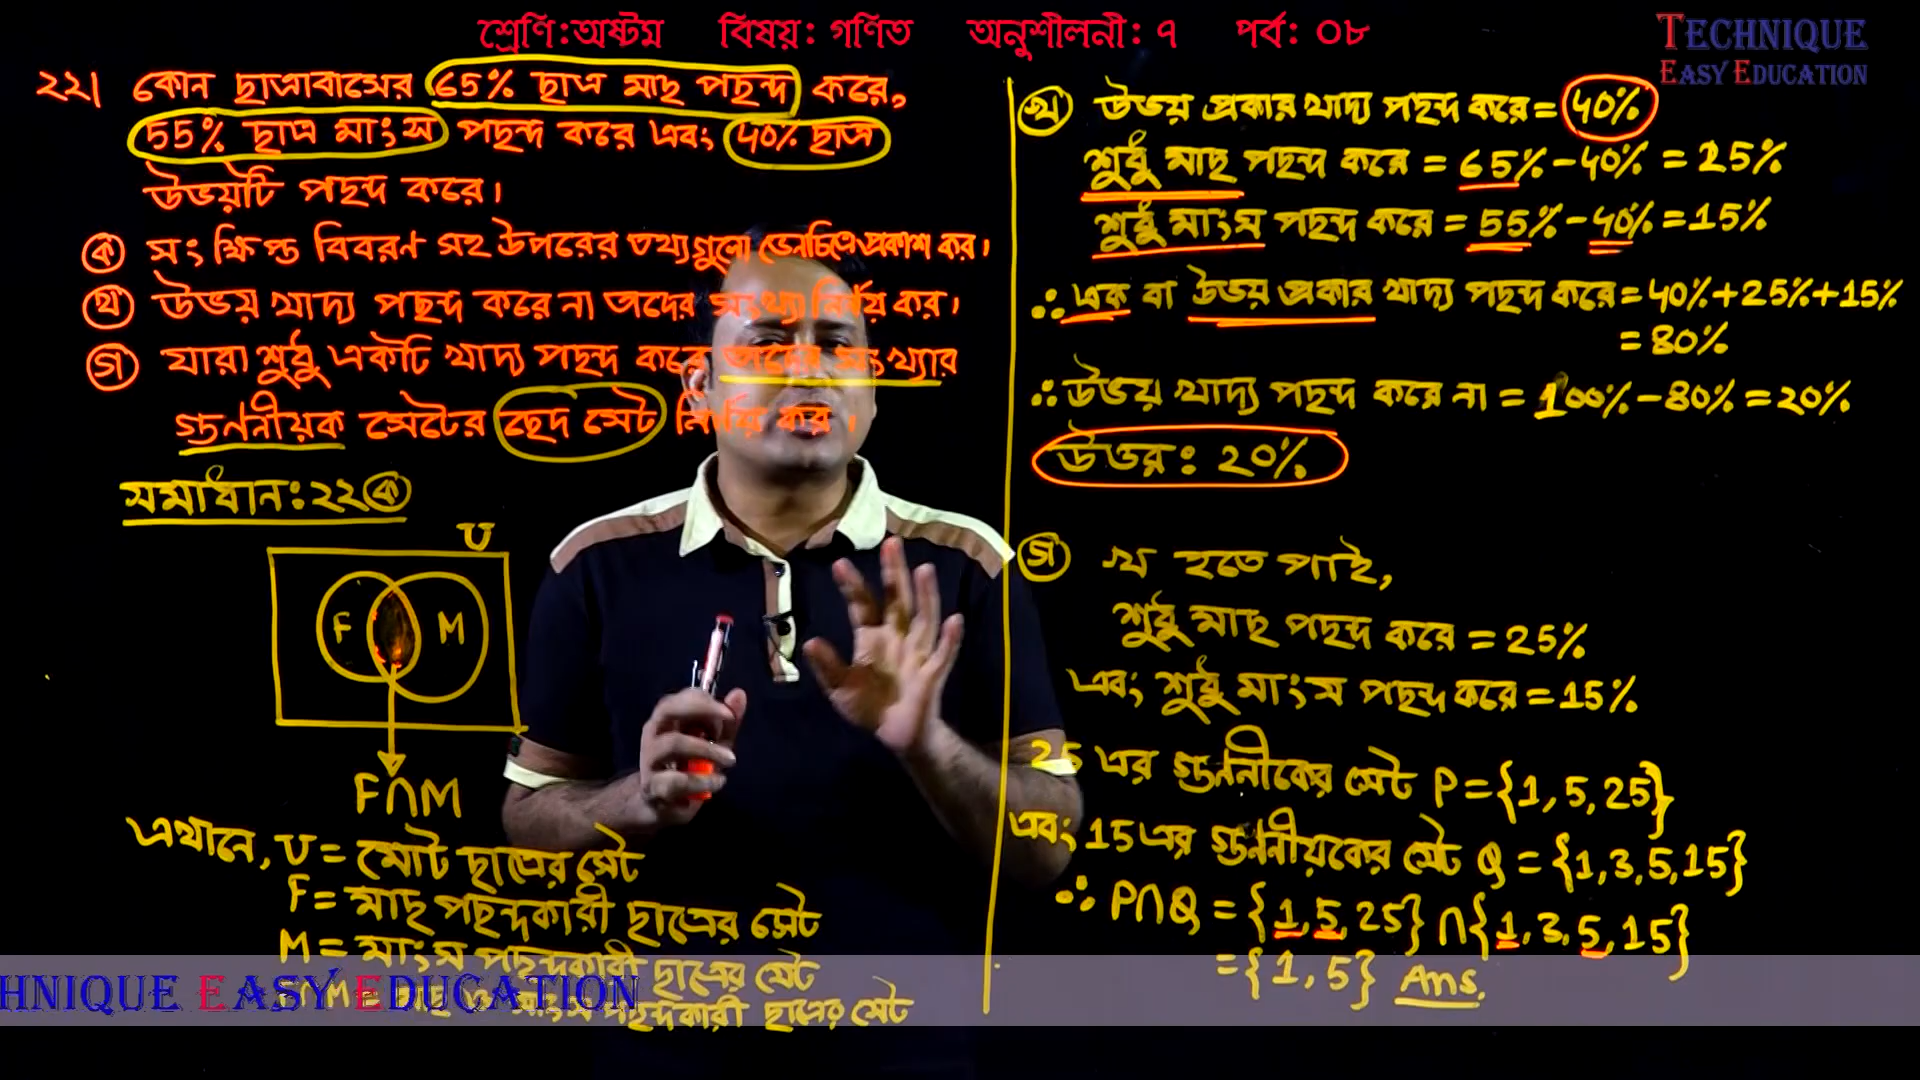 শ্রেণি:অষ্টম বিষয়: গণিত অনুশীলনী: ৭ পর্ব: ০৮
TECHNIQUE
EASY EDUCATION
২২। কোন ছাত্রাবাসের 65% ছাত্র মাছ পছন্দ করে,
55% ছাত্র মাংস পছন্দ করে এবং 40% ছাত্র
উভয়টি পছন্দ করে।
ক সংক্ষিপ্ত বিবরণ সহ উপরের তথ্যগুলো ভেনচিত্রে প্রকাশ কর।
খ উভয় খাদ্য পছন্দ করে না তাদের সংখ্যা নির্ণয় কর।
গ যারা শুধু একটি খাদ্য পছন্দ করে তাদের সংখ্যার
গুণনীয়ক সেটের ছেদ সেট নির্ণয় কর।
সমাধান: ২২ ক
U
F M
F∩M
এখানে, U = মোট ছাত্রের সেট
F = মাছ পছন্দকারী ছাত্রের সেট
M = মাংস পছন্দকারী ছাত্রের সেট
M = মাছ মাংস পছন্দকারী ছাত্রের সেট
খ উভয় প্রকার খাদ্য পছন্দ করে = 40%
শুধু মাছ পছন্দ করে = 65% - 40% = 25%
শুধু মাংস পছন্দ করে = 55% - 40% = 15%
∴ এক বা উভয় প্রকার খাদ্য পছন্দ করে = 40% + 25% + 15%
= 80%
∴ উভয় খাদ্য পছন্দ করে না = 100% - 80% = 20%
উত্তর: 20%
গ খ হতে পাই,
শুধু মাছ পছন্দ করে = 25%
এবং শুধু মাংস পছন্দ করে = 15%
25 এর গুণনীকের সেট P = {1, 5, 25}
এবং 15 এর গুণনীয়কের সেট Q = {1, 3, 5, 15}
∴ P∩Q = {1, 5, 25} ∩ {1, 3, 5, 15}
= {1, 5} Ans.
HNIQUE EASY EDUCATION